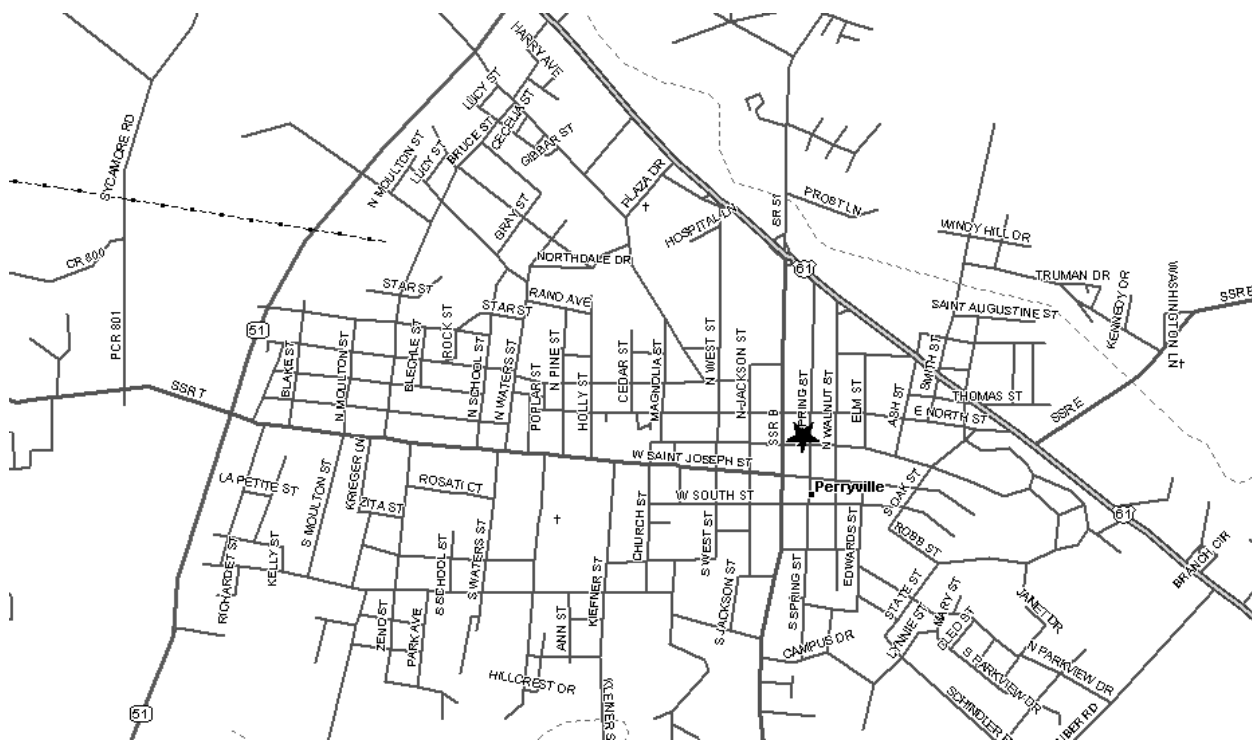 HARRY AVE
LUCY ST
CECELIA ST
BRUCE ST
GIBBAR ST
N MOULTON ST
LUCY ST
SYCAMORE RD
PLAZA DR
SR ST
PROST LN
GRAY ST
HOSPITAL LN
WINDY HILL DR
CR 800
NORTHDALE DR
61
TRUMAN DR
KENNEDY DR
WASHINGTON LN
SSR E
STAR ST
RAND AVE
STAR ST
SAINT AUGUSTINE ST
51
PCR 801
ROCK ST
BLAKE ST
N MOULTON ST
BLECHLE ST
N SCHOOL ST
N WATERS ST
N PINE ST
POPLAR ST
HOLLY ST
CEDAR ST
MAGNOLIA ST
N WEST ST
N JACKSON ST
SSR B
SPRING ST
N WALNUT ST
ELM ST
ASH ST
SMITH ST
THOMAS ST
E NORTH ST
SSR E
SSR T
W SAINT JOSEPH ST
Perryville
LA PETITE ST
S MOULTON ST
KRIEGER LN
ZITA ST
ROSATI CT
W SOUTH ST
S OAK ST
61
CHURCH ST
S WEST ST
EDWARDS ST
ROBB ST
BRANCH CIR
RICHARDET ST
KELLY ST
S SCHOOL ST
S WATERS ST
KIEFNER ST
S JACKSON ST
S SPRING ST
STATE ST
MARY ST
JANET DR
ZENO ST
PARK AVE
ANN ST
CAMPUS DR
LYNNIE ST
CLEO ST
N PARKVIEW DR
S PARKVIEW DR
HILLCREST DR
51
SCHINDLER